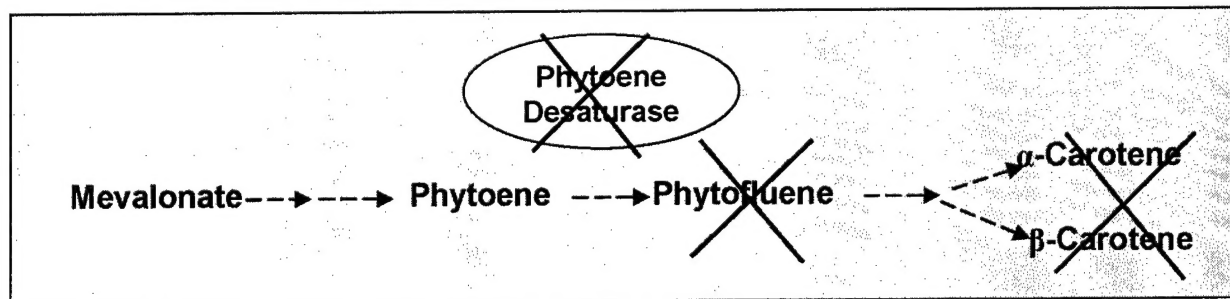 Phytoene
Desaturase
Mevalonate
Phytoene
Phytofluene
α-Carotene
β-Carotene